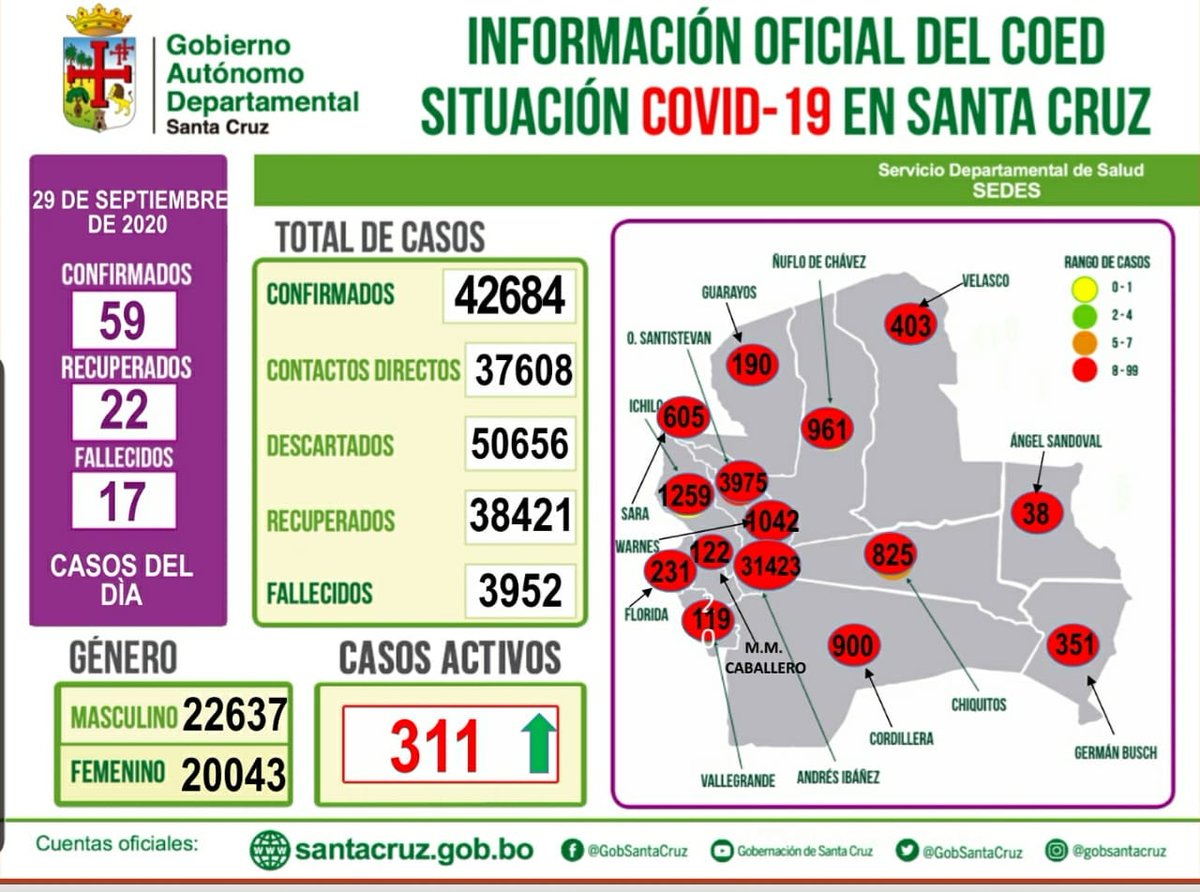 Gobierno
Autónomo
Departamental
Santa Cruz
INFORMACIÓN OFICIAL DEL COED
SITUACIÓN COVID-19 EN SANTA CRUZ
Servicio Departamental de Salud
SEDES
29 DE SEPTIEMBRE
DE 2020
CONFIRMADOS
59
RECUPERADOS
22
FALLECIDOS
17
CASOS DEL
DÌA
TOTAL DE CASOS
CONFIRMADOS 42684
CONTACTOS DIRECTOS 37608
DESCARTADOS 50656
RECUPERADOS 38421
FALLECIDOS 3952
GÉNERO
MASCULINO 22637
FEMENINO 20043
CASOS ACTIVOS
311
RANGO DE CASOS
0 - 1
2 - 4
5 - 7
8 - 99
ÑUFLO DE CHÁVEZ
VELASCO
GUARAYOS
403
O. SANTISTEVAN
190
ICHILO
605
961
ÁNGEL SANDOVAL
3975
1259
SARA
38
1042
WARNES
122
825
231
31423
FLORIDA
20
119
M.M.
CABALLERO
900
351
CHIQUITOS
CORDILLERA
GERMÁN BUSCH
VALLEGRANDE
ANDRÉS IBÁÑEZ
Cuentas oficiales:
santacruz.gob.bo
@GobSantaCruz
Gobernación de Santa Cruz
@GobSantaCruz
@gobsantacruz